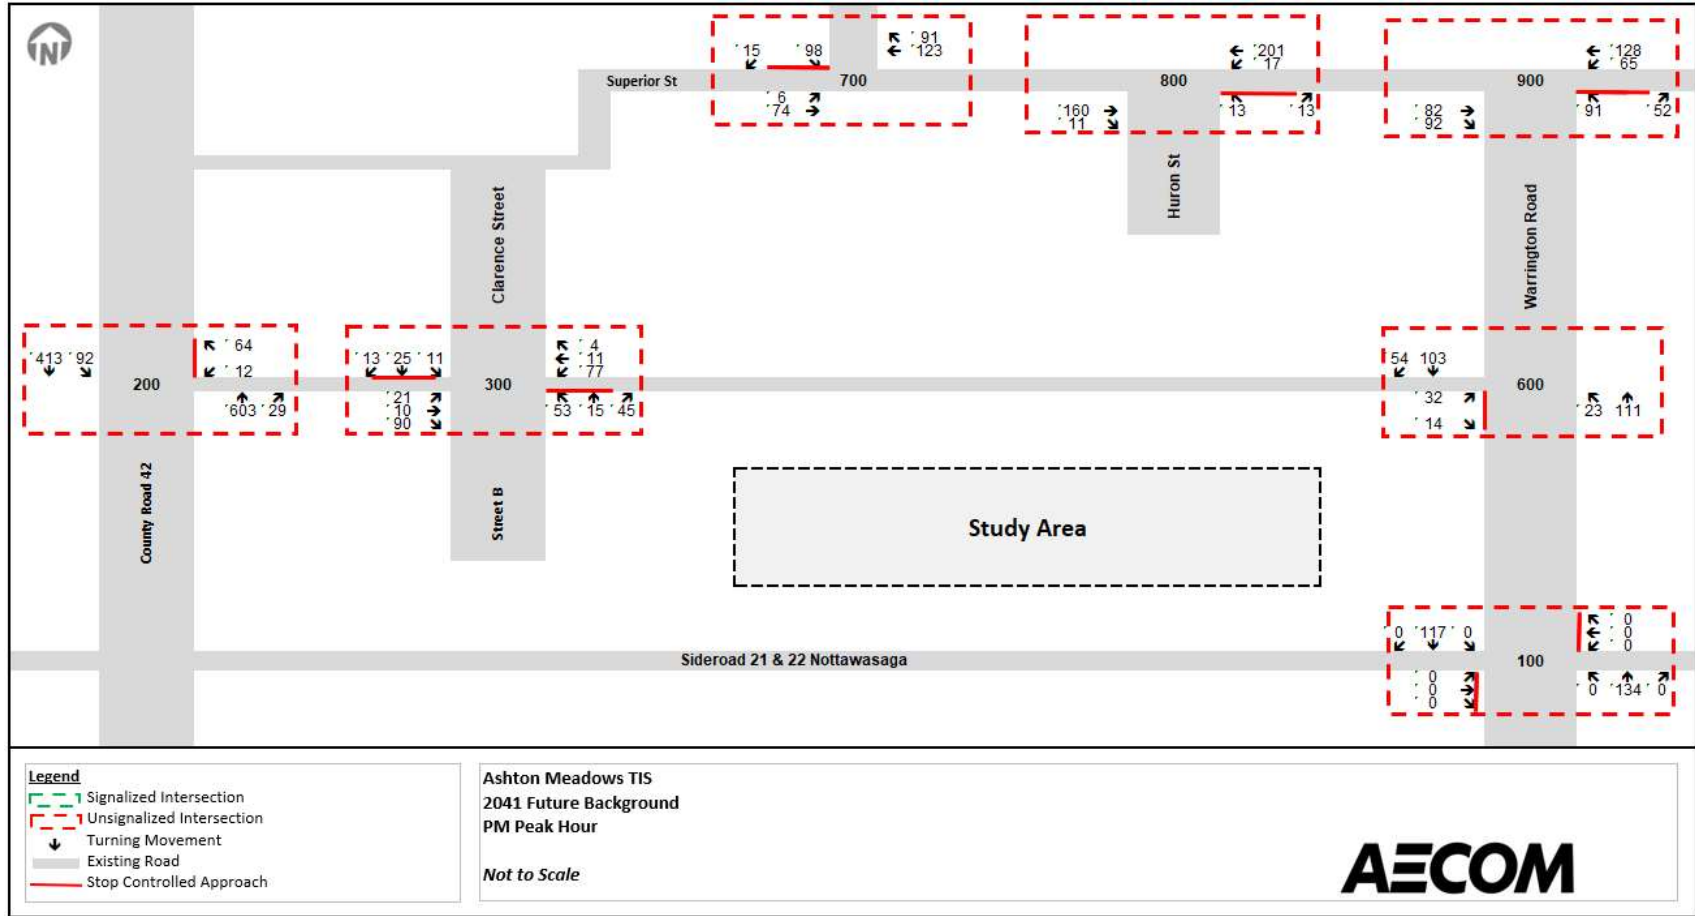 N
15 98
91
123
Superior St
700
6
74
201
17
800
160
11
13 13
128
65
900
82
92
91 52
Huron St
Clarence Street
Warrington Road
413 92
64
12
200
603 29
13 25 11
4
11
77
300
21
10
90
53 15 45
54 103
600
32
14
23 111
County Road 42
Street B
Study Area
Sideroad 21 & 22 Nottawasaga
0 117 0
0
0
0
100
0
0
0
0 134 0
Legend
Signalized Intersection
Unsignalized Intersection
Turning Movement
Existing Road
Stop Controlled Approach
Ashton Meadows TIS
2041 Future Background
PM Peak Hour
Not to Scale
AECOM